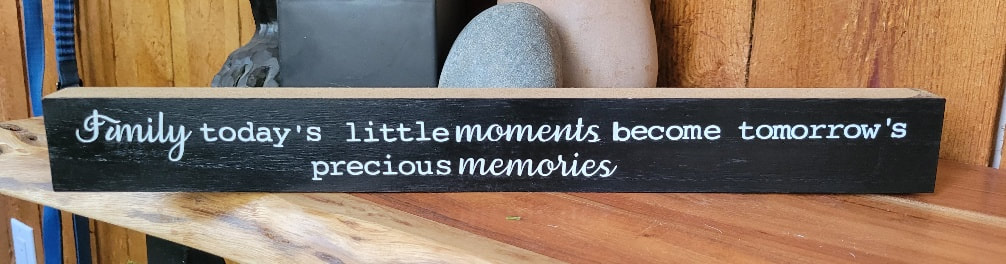 Family today's little moments become tomorrow's
precious memories